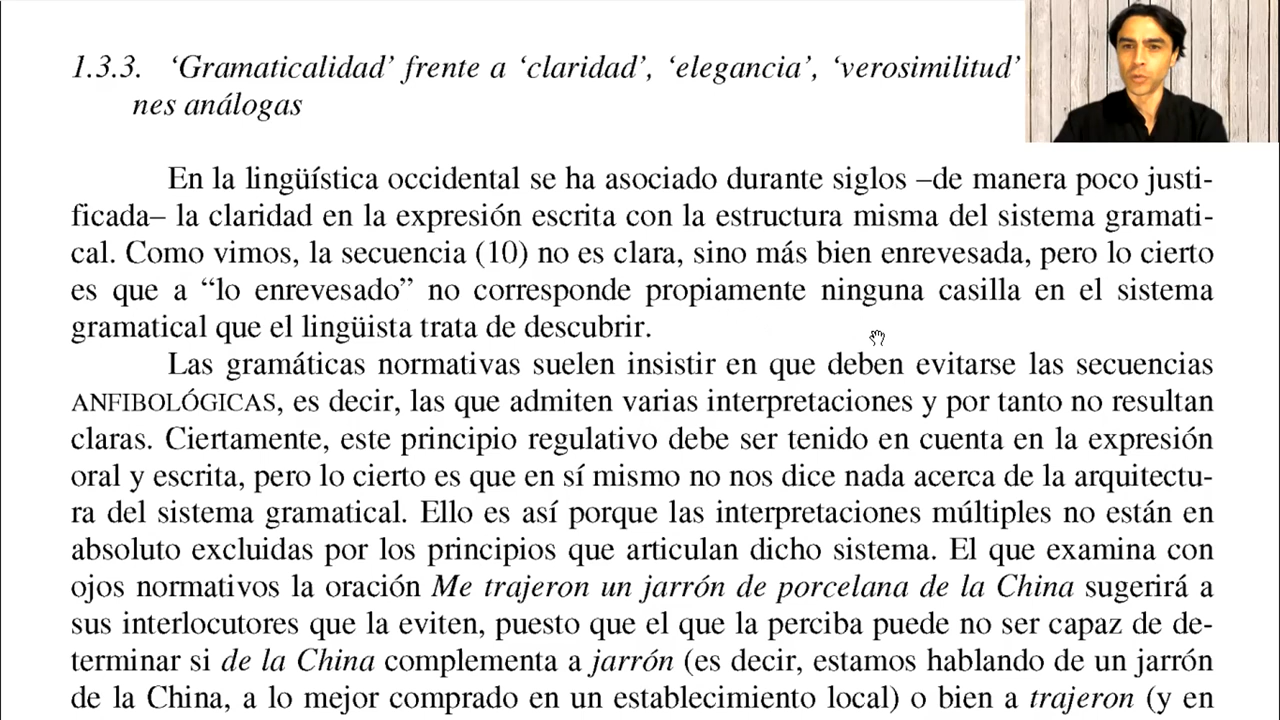 1.3.3. ‘Gramaticalidad’ frente a ‘claridad’, ‘elegancia’, ‘verosimilitud’
nes análogas
En la lingüística occidental se ha asociado durante siglos –de manera poco justi-
ficada– la claridad en la expresión escrita con la estructura misma del sistema gramati-
cal. Como vimos, la secuencia (10) no es clara, sino más bien enrevesada, pero lo cierto
es que a “lo enrevesado” no corresponde propiamente ninguna casilla en el sistema
gramatical que el lingüista trata de descubrir.
Las gramáticas normativas suelen insistir en que deben evitarse las secuencias
ANFIBOLÓGICAS, es decir, las que admiten varias interpretaciones y por tanto no resultan
claras. Ciertamente, este principio regulativo debe ser tenido en cuenta en la expresión
oral y escrita, pero lo cierto es que en sí mismo no nos dice nada acerca de la arquitectu-
ra del sistema gramatical. Ello es así porque las interpretaciones múltiples no están en
absoluto excluidas por los principios que articulan dicho sistema. El que examina con
ojos normativos la oración Me trajeron un jarrón de porcelana de la China sugerirá a
sus interlocutores que la eviten, puesto que el que la perciba puede no ser capaz de de-
terminar si de la China complementa a jarrón (es decir, estamos hablando de un jarrón
de la China, a lo mejor comprado en un establecimiento local) o bien a trajeron (y en